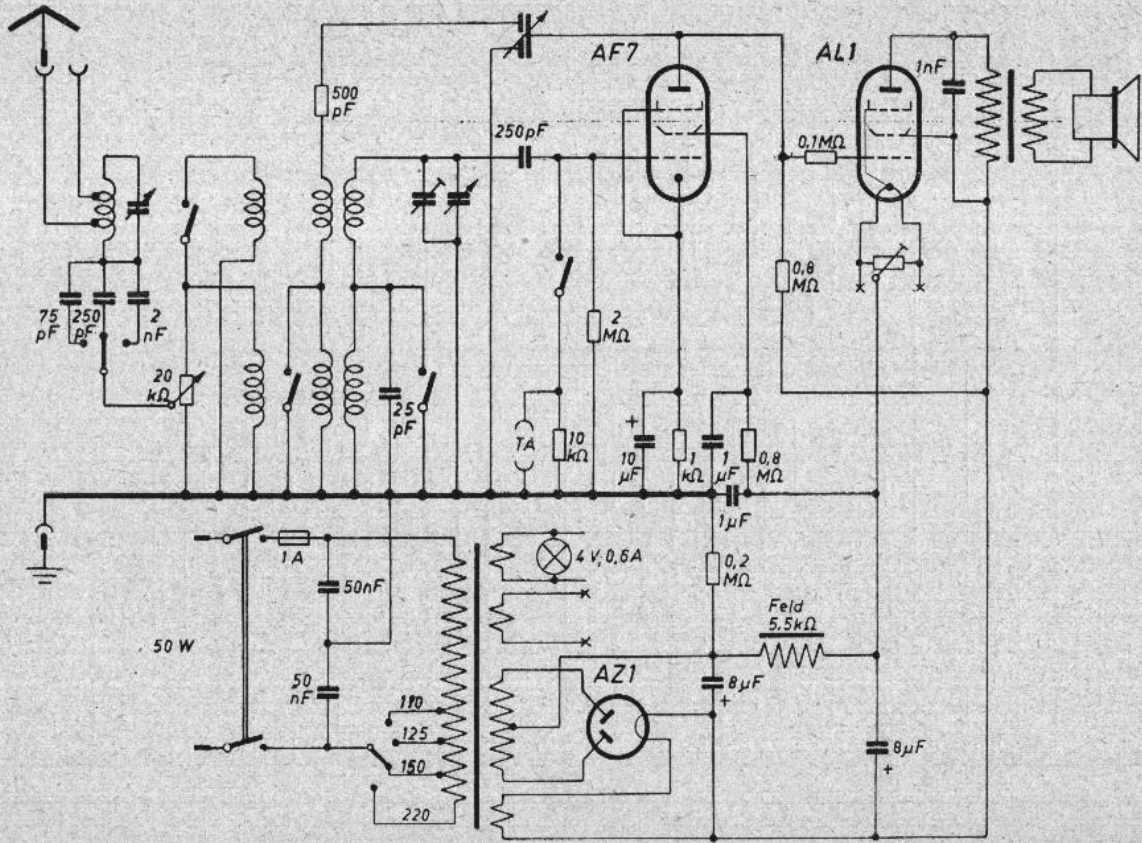 AF7
AL1
1nF
500
pF
250pF
0,1MΩ
75
pF
250
pF
2
nF
20
kΩ
25
pF
2
MΩ
0,8
MΩ
TA
10
kΩ
+
10
µF
1
kΩ
1
µF
0,8
MΩ
1µF
1A
50nF
4V;0,6A
0,2
MΩ
Feld
5,5kΩ
50W
50
nF
AZ1
8µF
+
110
125
150
220
8µF
+